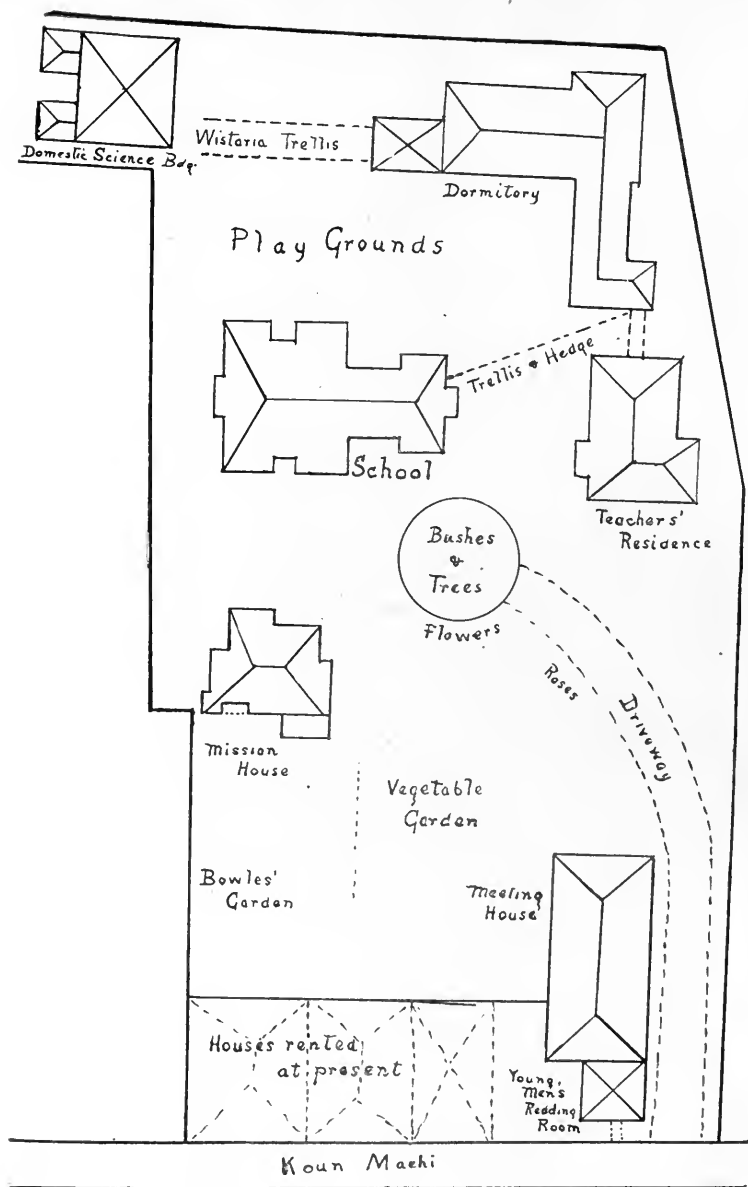 Wistaria Trellis
Domestic Science Bdg.
Dormitory
Play Grounds
Trellis & Hedge
School
Teachers'
Residence
Bushes
&
Trees
Flowers
Roses
Driveway
Mission
House
Vegetable
Garden
Bowles'
Garden
Meeting
House
Houses rented
at present
Young
Men's
Reading
Room
Koun Machi